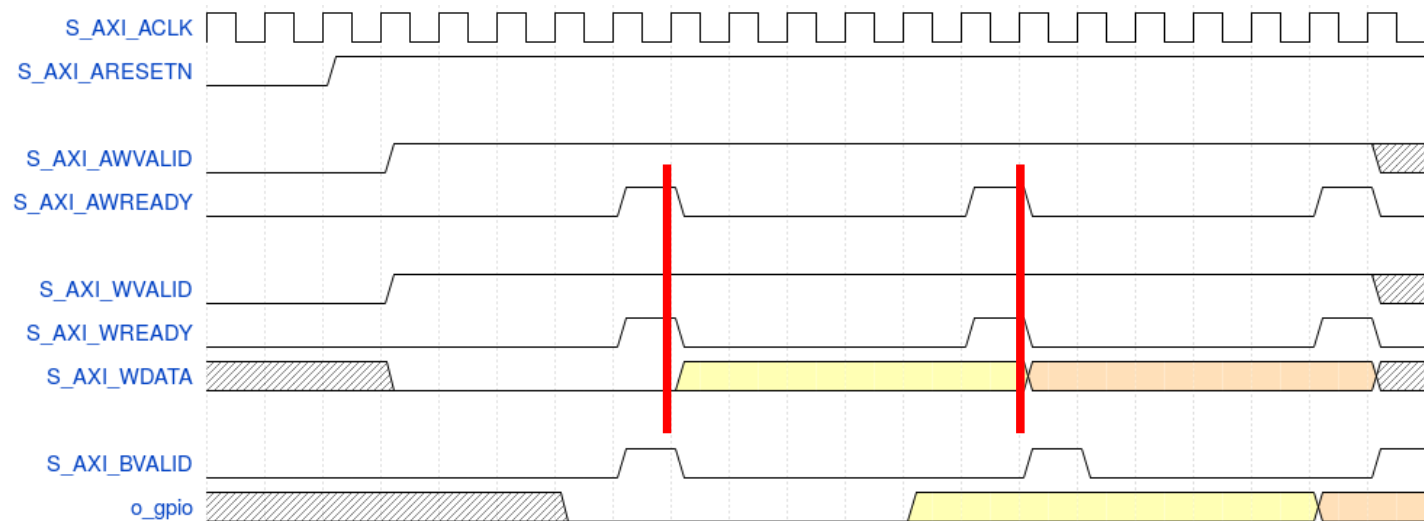 S_AXI_ACLK
S_AXI_ARESETN
S_AXI_AWVALID
S_AXI_AWREADY
S_AXI_WVALID
S_AXI_WREADY
S_AXI_WDATA
S_AXI_BVALID
o_gpio